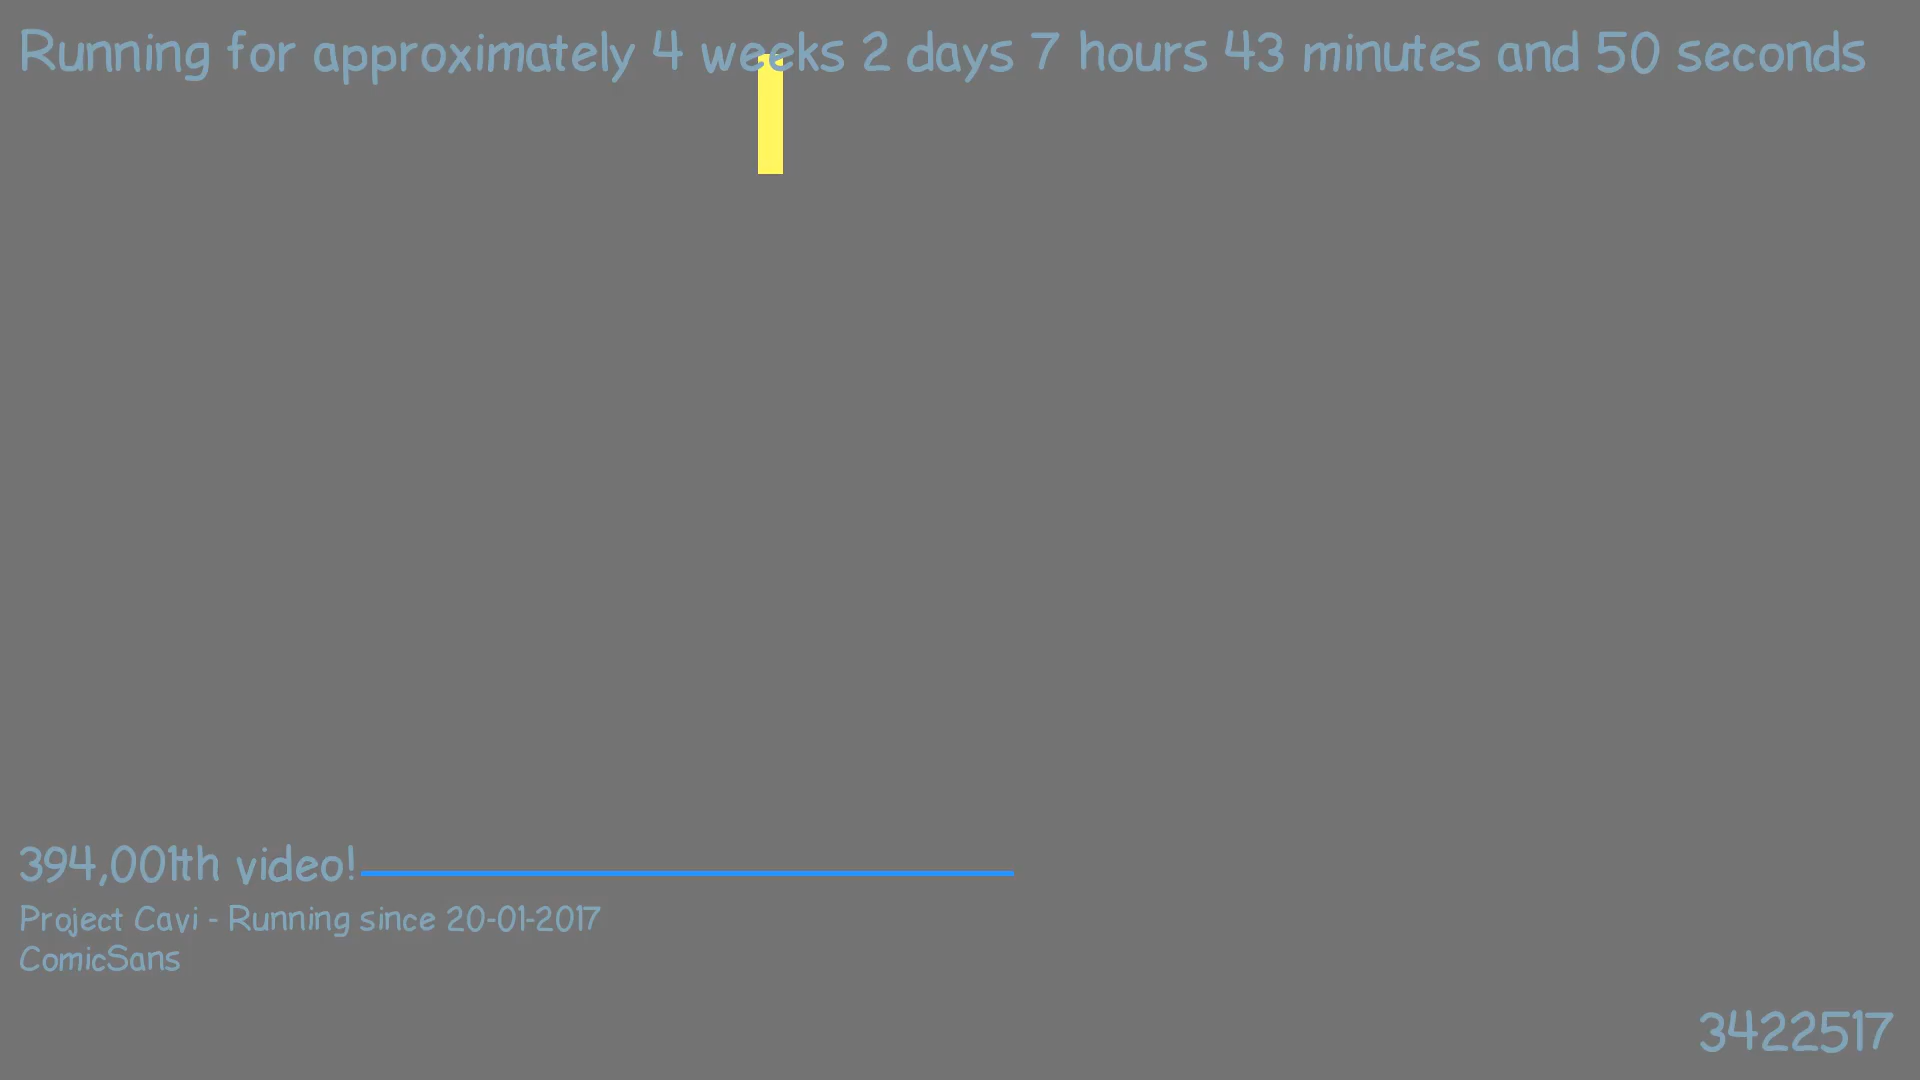 Running for approximately 4 weeks 2 days 7 hours 43 minutes and 50 seconds
394,001th video!
Project Cavi - Running since 20-01-2017
ComicSans
3422517